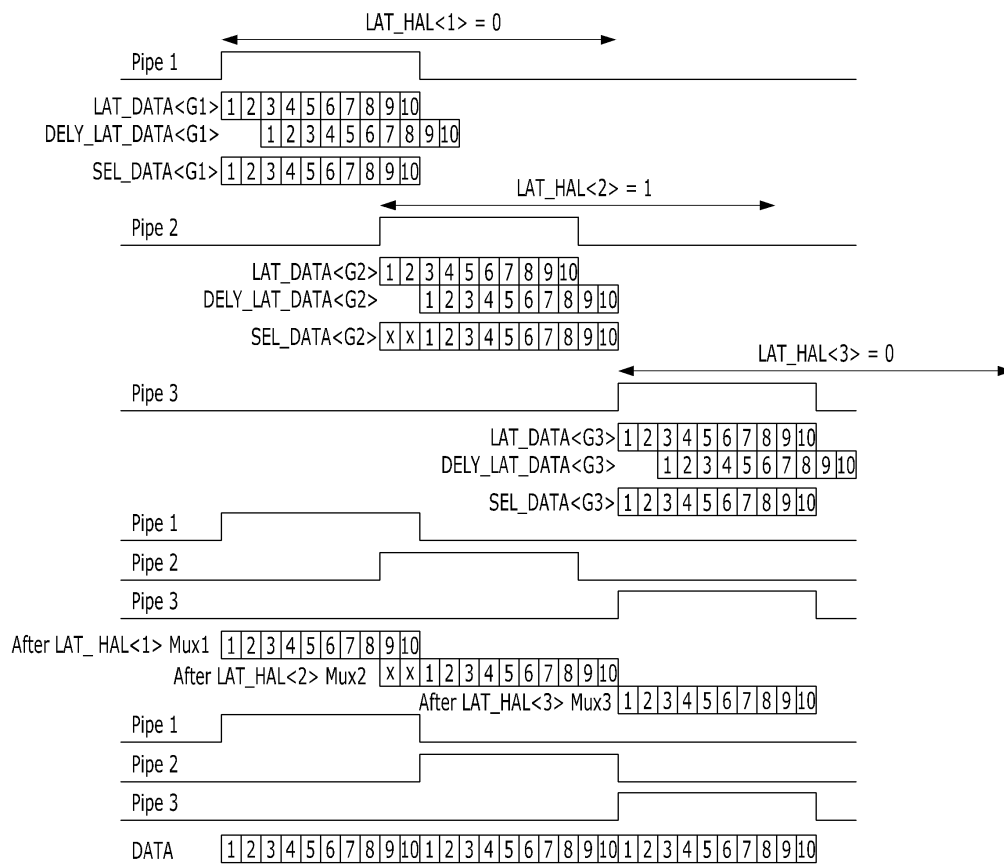 LAT_HAL<1> = 0
Pipe 1
LAT_DATA<G1> 1 2 3 4 5 6 7 8 9 10
DELY_LAT_DATA<G1> 1 2 3 4 5 6 7 8 9 10
SEL_DATA<G1> 1 2 3 4 5 6 7 8 9 10
LAT_HAL<2> = 1
Pipe 2
LAT_DATA<G2> 1 2 3 4 5 6 7 8 9 10
DELY_LAT_DATA<G2> 1 2 3 4 5 6 7 8 9 10
SEL_DATA<G2> x x 1 2 3 4 5 6 7 8 9 10
LAT_HAL<3> = 0
Pipe 3
LAT_DATA<G3> 1 2 3 4 5 6 7 8 9 10
DELY_LAT_DATA<G3> 1 2 3 4 5 6 7 8 9 10
SEL_DATA<G3> 1 2 3 4 5 6 7 8 9 10
Pipe 1
Pipe 2
Pipe 3
After LAT_ HAL<1> Mux1 1 2 3 4 5 6 7 8 9 10
After LAT_HAL<2> Mux2 x x 1 2 3 4 5 6 7 8 9 10
After LAT_HAL<3> Mux3 1 2 3 4 5 6 7 8 9 10
Pipe 1
Pipe 2
Pipe 3
DATA 1 2 3 4 5 6 7 8 9 10 1 2 3 4 5 6 7 8 9 10 1 2 3 4 5 6 7 8 9 10